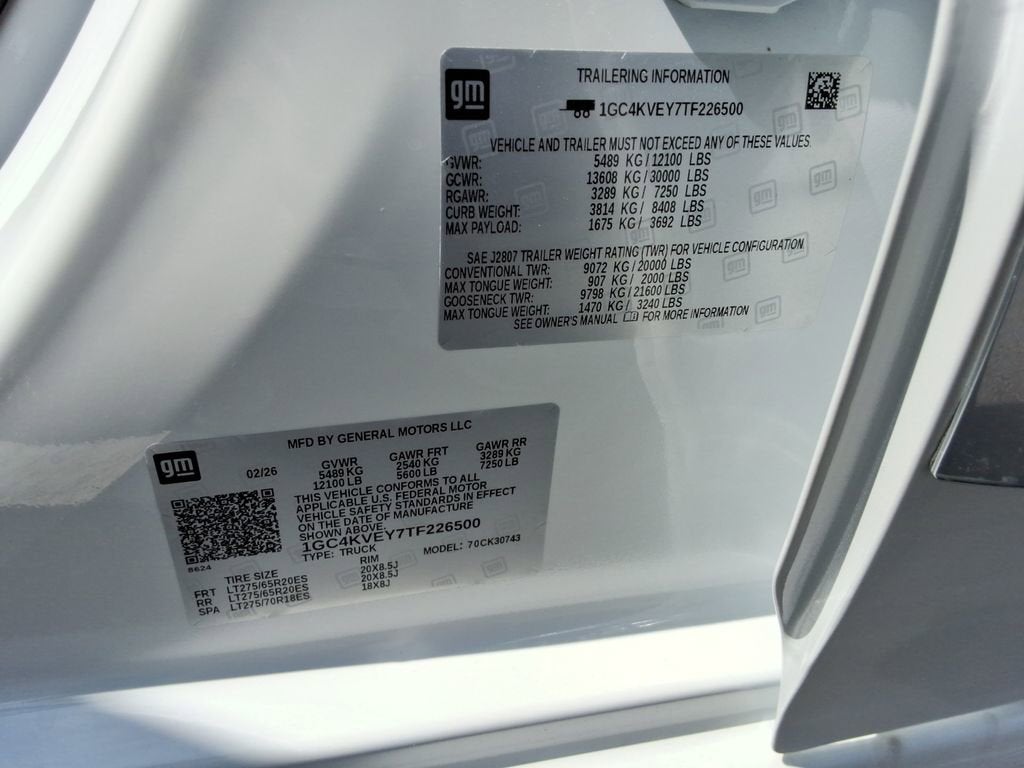 gm
TRAILERING INFORMATION
1GC4KVEY7TF226500
VEHICLE AND TRAILER MUST NOT EXCEED ANY OF THESE VALUES.
GVWR: 5489 KG / 12100 LBS
GCWR: 13608 KG / 30000 LBS
RGAWR: 3289 KG / 7250 LBS
CURB WEIGHT: 3814 KG / 8408 LBS
MAX PAYLOAD: 1675 KG / 3692 LBS
SAE J2807 TRAILER WEIGHT RATING (TWR) FOR VEHICLE CONFIGURATION
CONVENTIONAL TWR: 9072 KG / 20000 LBS
MAX TONGUE WEIGHT: 907 KG / 2000 LBS
GOOSENECK TWR: 9798 KG / 21600 LBS
MAX TONGUE WEIGHT: 1470 KG / 3240 LBS
SEE OWNER'S MANUAL FOR MORE INFORMATION
gm
MFD BY GENERAL MOTORS LLC
02/26 GVWR GAWR FRT GAWR RR
5489 KG 2540 KG 3289 KG
12100 LB 5600 LB 7250 LB
THIS VEHICLE CONFORMS TO ALL
APPLICABLE U.S. FEDERAL MOTOR
VEHICLE SAFETY STANDARDS IN EFFECT
ON THE DATE OF MANUFACTURE
SHOWN ABOVE.
1GC4KVEY7TF226500
TYPE: TRUCK MODEL: 70CK30743
8624
TIRE SIZE RIM
FRT LT275/65R20ES 20X8.5J
RR LT275/65R20ES 20X8.5J
SPA LT275/70R18ES 18X8J